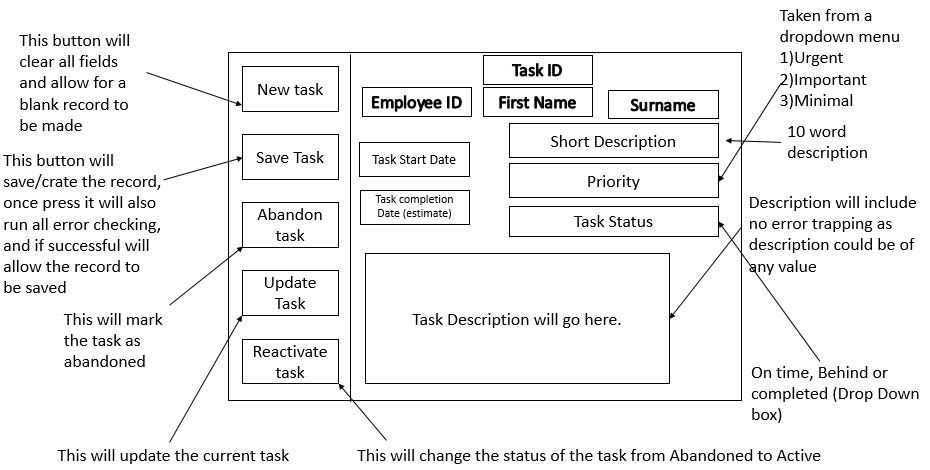 This button will
clear all fields
and allow for a
blank record to
be made
This button will
save/crate the record,
once press it will also
run all error checking,
and if successful will
allow the record to
be saved
This will mark
the task as
abandoned
This will update the current task
New task
Save Task
Abandon
task
Update
Task
Reactivate
task
Task ID
Employee ID
First Name
Surname
Task Start Date
Task completion
Date (estimate)
Short Description
Priority
Task Status
Task Description will go here.
Taken from a
dropdown menu
1)Urgent
2)Important
3)Minimal
10 word
description
Description will include
no error trapping as
description could be of
any value
On time, Behind or
completed (Drop Down
box)
This will change the status of the task from Abandoned to Active